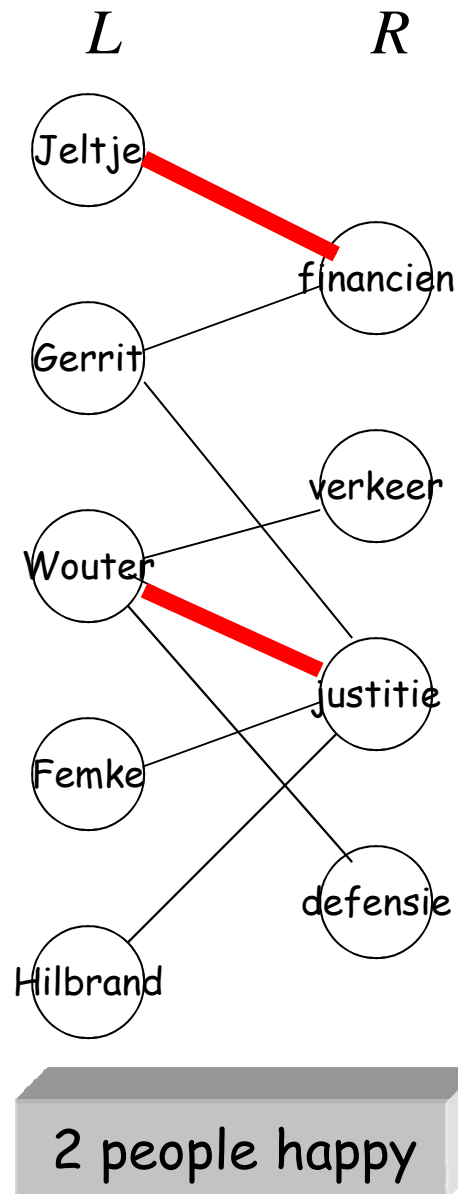 L R
Jeltje
financien
Gerrit
verkeer
Wouter
justitie
Femke
defensie
Hilbrand
2 people happy